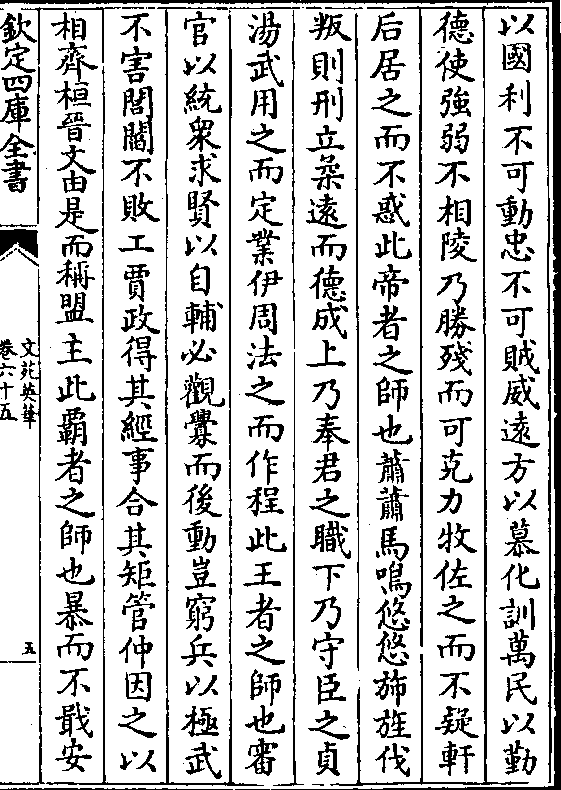 以國利不可動忠不可賊威遠方以慕化訓萬民以勤
德使強弱不相陵乃勝殘而可克力牧佐之而不疑軒
后居之而不惑此帝者之師也蕭蕭馬鳴悠悠斾旌伐
叛則刑立柔遠而德成上乃奉君之職下乃守臣之貞
湯武用之而定業伊周法之而作程此王者之師也審
官以統衆求賢以自輔必觀釁而後動豈窮兵以極武
不害閭閻不敗工賈政得其經事合其矩管仲因之以
相齊桓晉文由是而稱盟主此霸者之師也暴而不戢安
欽定四庫全書
文苑英華
卷六十五
五